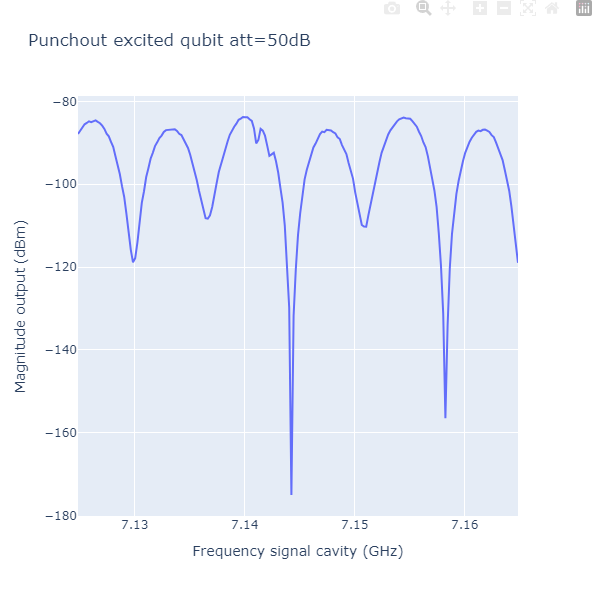 Punchout excited qubit att=50dB
−80
−100
−120
−140
−160
−180
Magnitude output (dBm)
7.13 7.14 7.15 7.16
Frequency signal cavity (GHz)